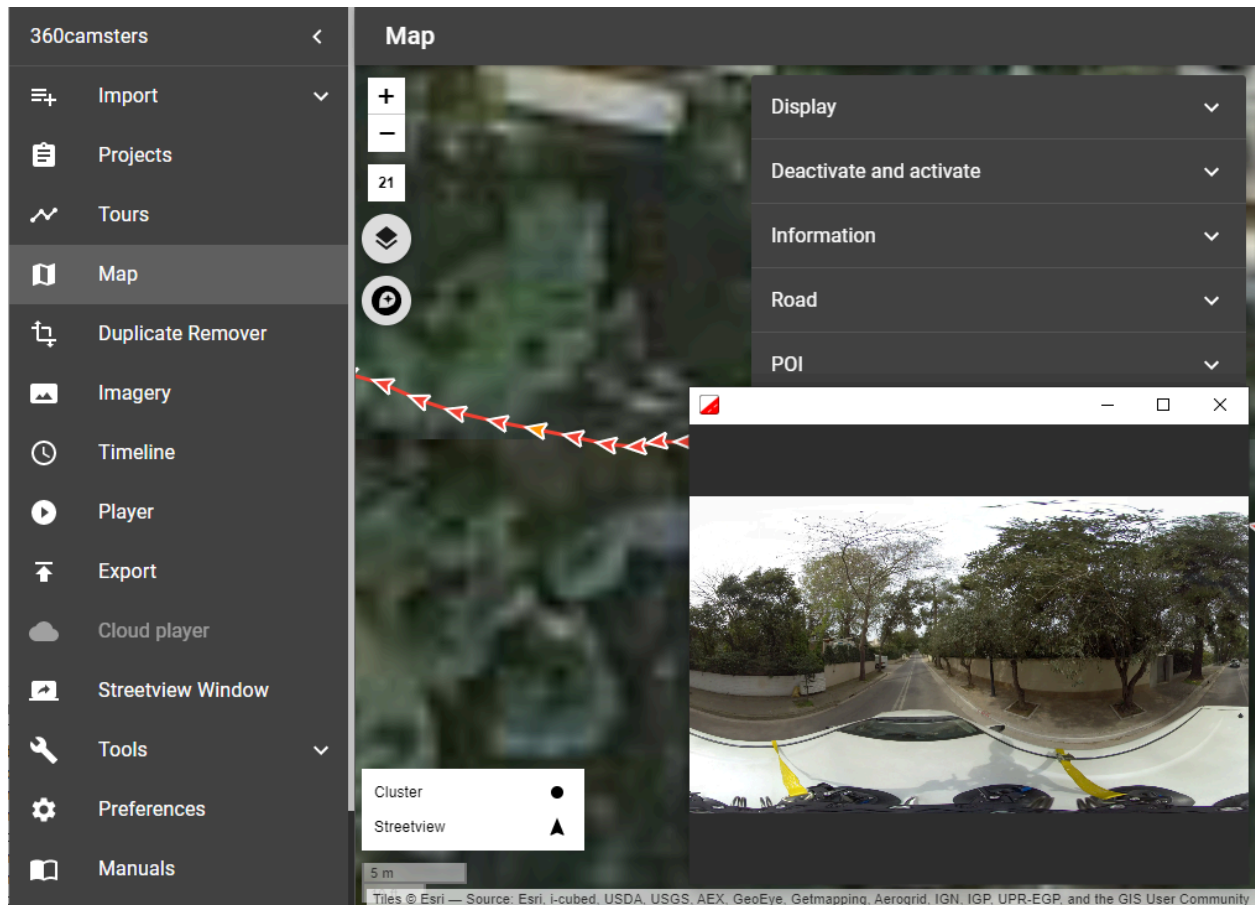 360camsters
Map
Import
Projects
Tours
Map
Duplicate Remover
Imagery
Timeline
Player
Export
Cloud player
Streetview Window
Tools
Preferences
Manuals
+
−
21
Display
Deactivate and activate
Information
Road
POI
Cluster
Streetview
5 m
Tiles © Esri — Source: Esri, i-cubed, USDA, USGS, AEX, GeoEye, Getmapping, Aerogrid, IGN, IGP, UPR-EGP, and the GIS User Community